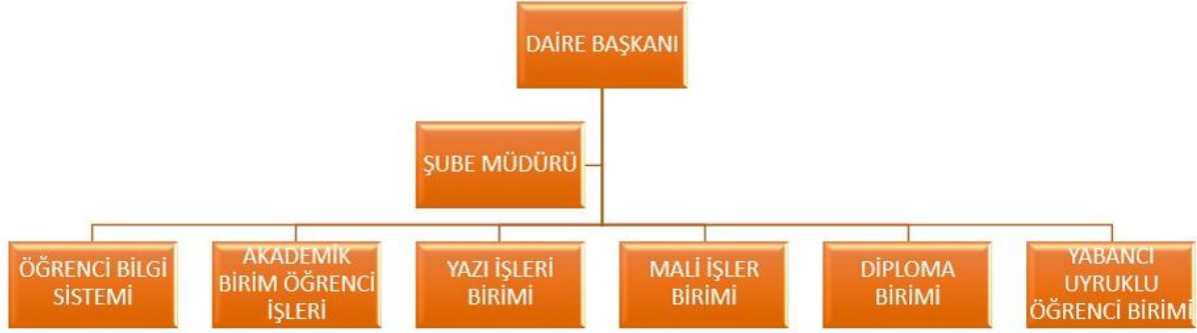 DAİRE BAŞKANI
ŞUBE MÜDÜRÜ
ÖĞRENCİ BİLGİ
SİSTEMİ
AKADEMİK
BİRİM ÖĞRENCİ
İŞLERİ
YAZI İŞLERİ
BİRİMİ
MALİ İŞLER
BİRİMİ
DİPLOMA
BİRİMİ
YABANCI
UYRUKLU
ÖĞRENCİ BİRİMİ